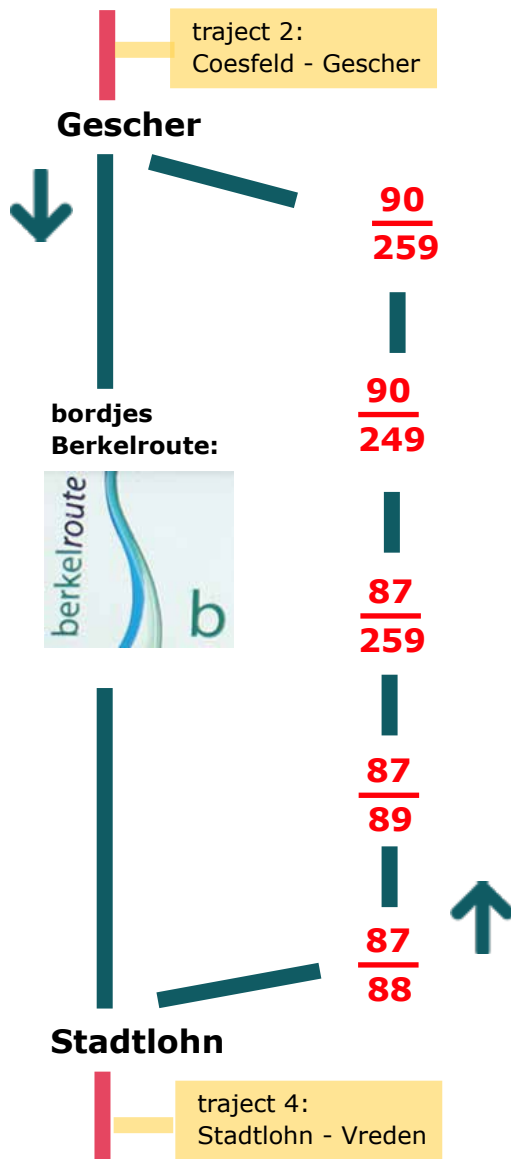 traject 2:
Coesfeld - Gescher
Gescher
90
259
90
249
bordjes
Berkelroute:
berkelroute
b
87
259
87
89
87
88
Stadtlohn
traject 4:
Stadtlohn - Vreden